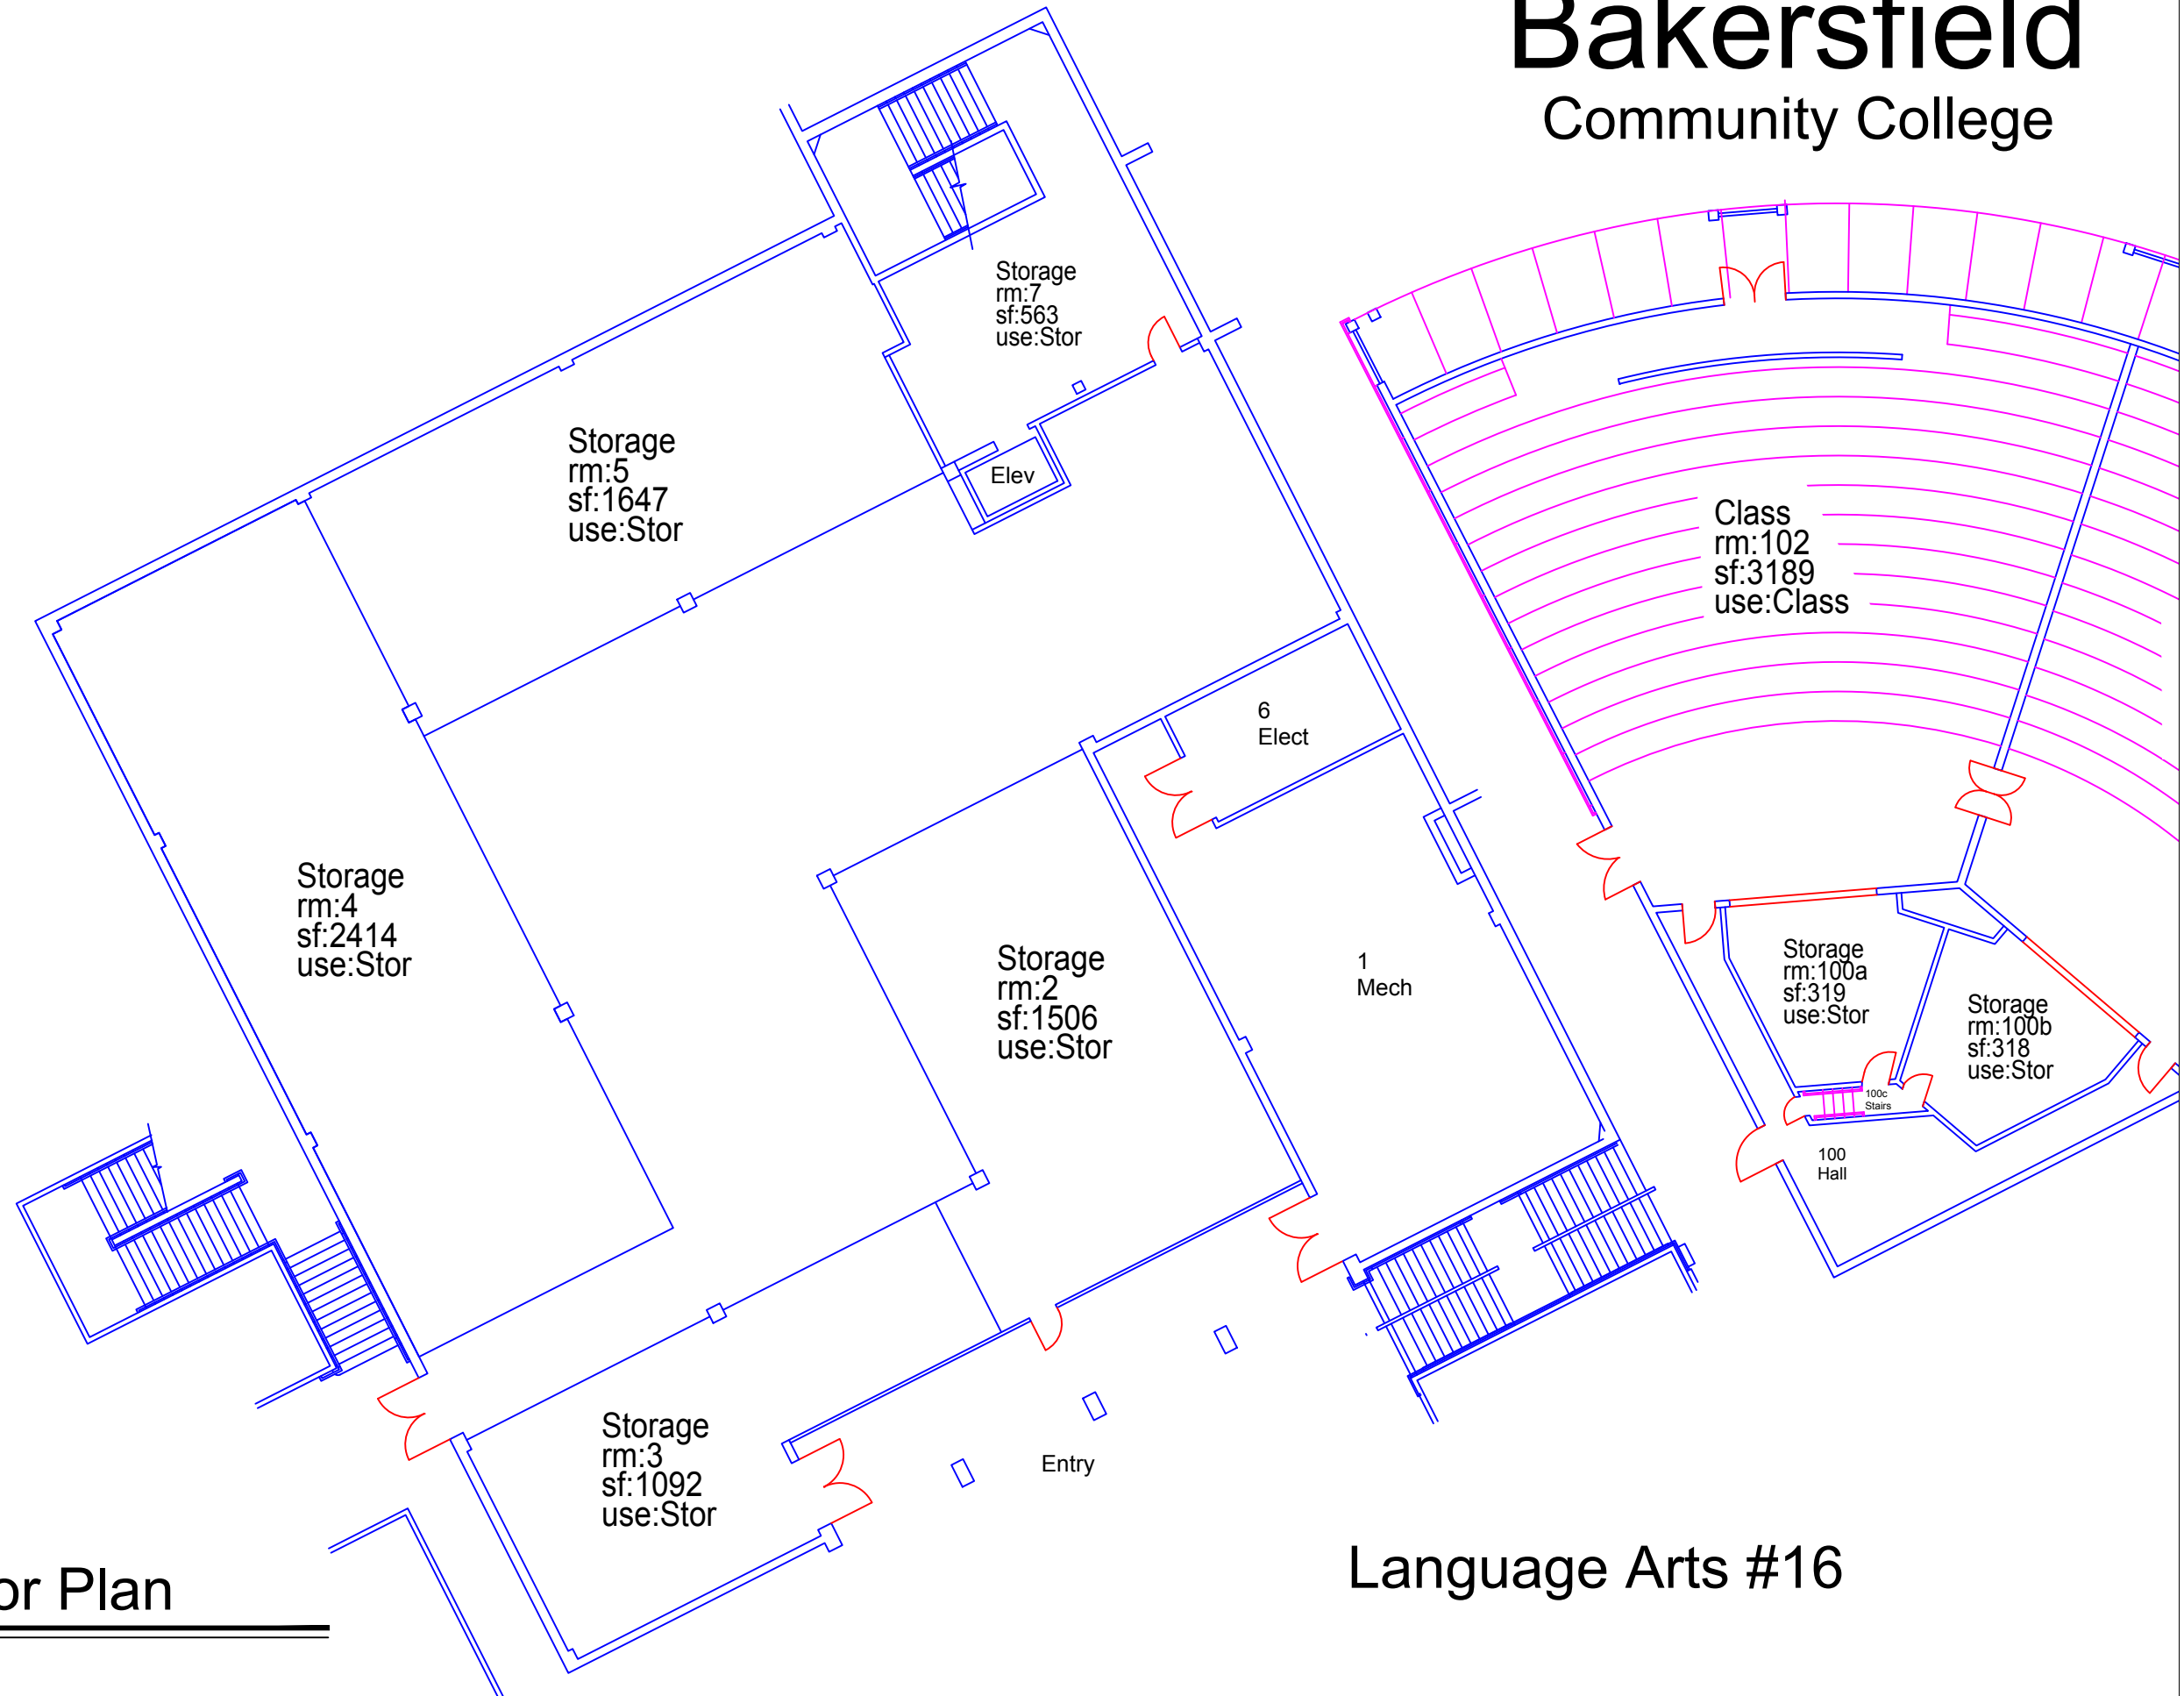 Bakersfield
Community College
Storage
rm:7
sf:563
use:Stor
Storage
rm:5
sf:1647
use:Stor
Elev
Class
rm:102
sf:3189
use:Class
6
Elect
Storage
rm:4
sf:2414
use:Stor
Storage
rm:2
sf:1506
use:Stor
1
Mech
Storage
rm:100a
sf:319
use:Stor
Storage
rm:100b
sf:318
use:Stor
100c
Stairs
100
Hall
Storage
rm:3
sf:1092
use:Stor
Entry
Language Arts #16
or Plan